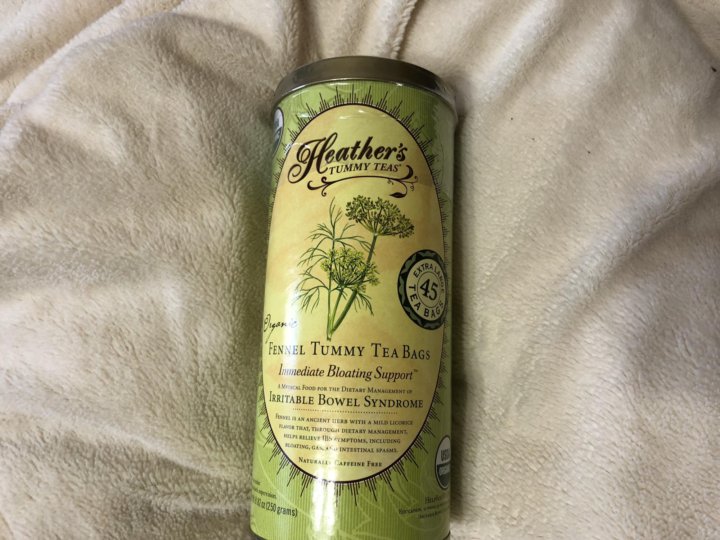 Heather's
TUMMY TEAS
EXTRA LARGE
45
TEA BAGS
Organic
FENNEL TUMMY TEA BAGS
Immediate Bloating Support™
A MEDICAL FOOD FOR THE DIETARY MANAGEMENT OF
IRRITABLE BOWEL SYNDROME
FENNEL IS AN ANCIENT HERB WITH A MILD LICORICE
FLAVOR THAT, THROUGH DIETARY MANAGEMENT,
HELPS RELIEVE IBS SYMPTOMS, INCLUDING
BLOATING, GAS, AND INTESTINAL SPASMS.
NATURALLY CAFFEINE FREE
(250 grams)